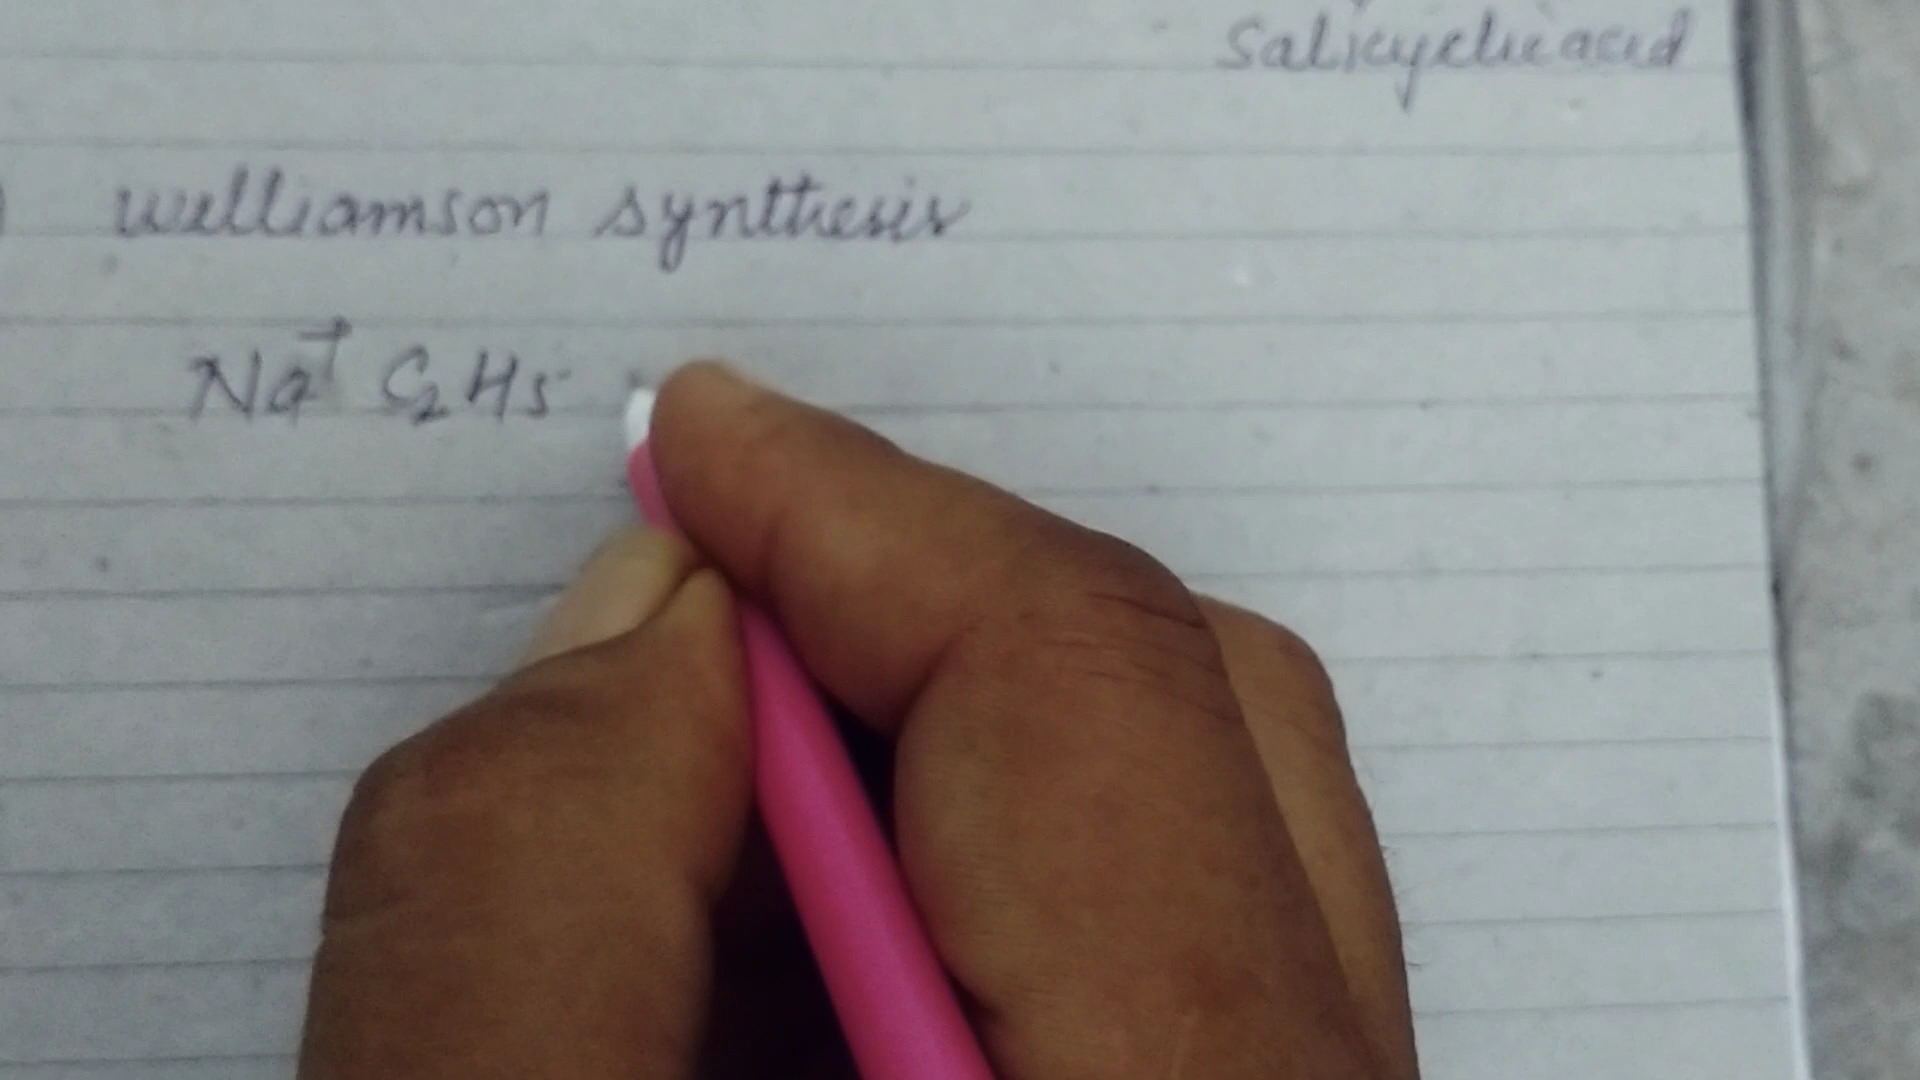 Salicyclic acid
williamson synthesis
Na⁺ C₂H₅